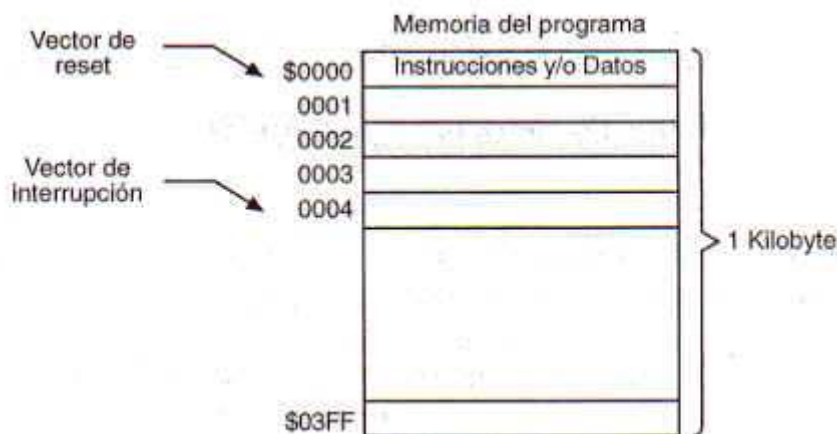 Memoria del programa
Vector de
reset
$0000
Instrucciones y/o Datos
0001
0002
0003
Vector de
interrupción
0004
1 Kilobyte
$03FF